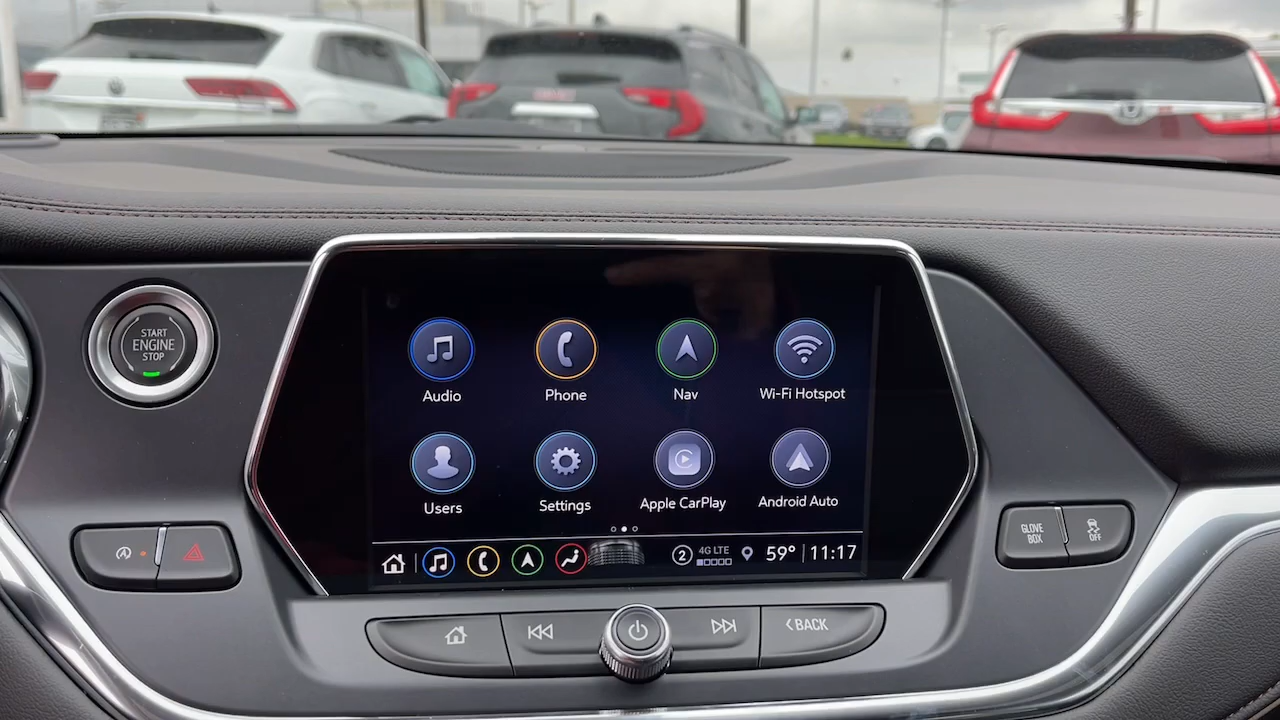 START
ENGINE
STOP
Audio
Phone
Nav
Wi-Fi Hotspot
Users
Settings
Apple CarPlay
Android Auto
2
4G LTE
59°
11:17
GLOVE
BOX
OFF
<BACK